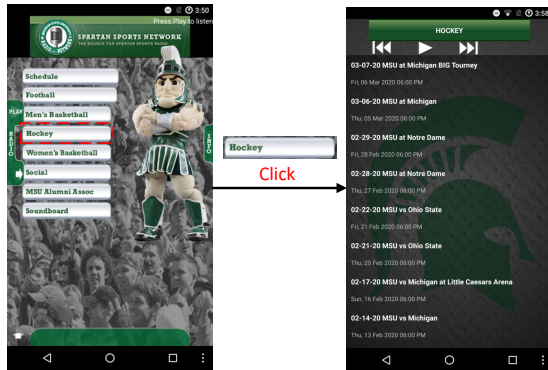 3:50
Press Play to listen
SPARTAN SPORTS NETWORK
THE SOURCE FOR SPARTAN SPORTS RADIO
Schedule
Football
PLAY
Men's Basketball
RADIO
Hockey
INFO
Women's Basketball
Social
MSU Alumni Assoc
Soundboard
Hockey
Click
3:58
HOCKEY
03-07-20 MSU at Michigan BIG Tourney
Fri, 06 Mar 2020 06:00 PM
03-06-20 MSU at Michigan
Thu, 05 Mar 2020 06:00 PM
02-29-20 MSU at Notre Dame
Fri, 28 Feb 2020 06:00 PM
02-28-20 MSU at Notre Dame
Thu, 27 Feb 2020 06:00 PM
02-22-20 MSU vs Ohio State
Fri, 21 Feb 2020 06:00 PM
02-21-20 MSU vs Ohio State
Thu, 20 Feb 2020 06:00 PM
02-17-20 MSU vs Michigan at Little Caesars Arena
Sun, 16 Feb 2020 06:00 PM
02-14-20 MSU vs Michigan
Thu, 13 Feb 2020 06:00 PM